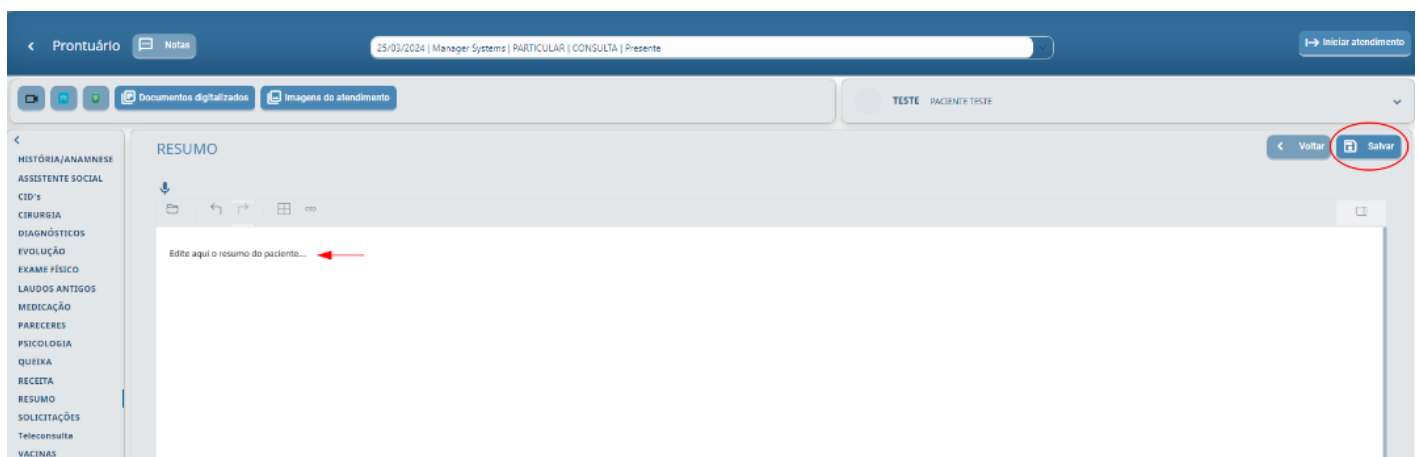 Prontuário
Notas
25/03/2024 | Manager Systems | PARTICULAR | CONSULTA | Presente
Iniciar atendimento
Documentos digitalizados
Imagens do atendimento
TESTE PACIENTE TESTE
HISTÓRIA/ANAMNESE
ASSISTENTE SOCIAL
CID's
CIRURGIA
DIAGNÓSTICOS
EVOLUÇÃO
EXAME FÍSICO
LAUDOS ANTIGOS
MEDICAÇÃO
PARECERES
PSICOLOGIA
QUEIXA
RECEITA
RESUMO
SOLICITAÇÕES
Teleconsulta
VACINAS
RESUMO
Voltar
Salvar
Edite aqui o resumo do paciente...